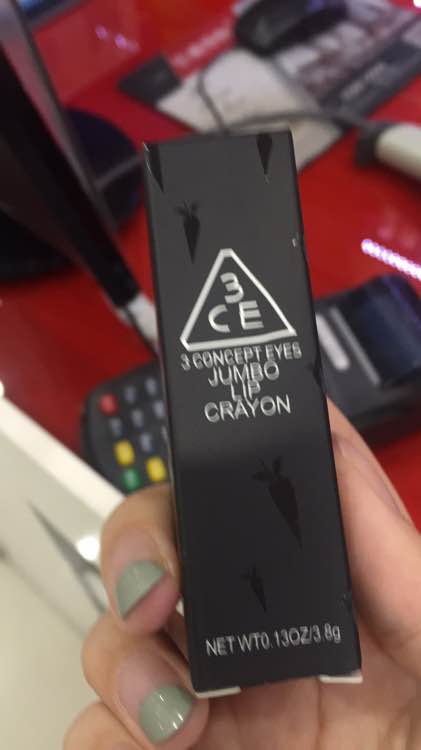 3
CE
3 CONCEPT EYES
JUMBO
LIP
CRAYON
NET WT0.13OZ/3.8g